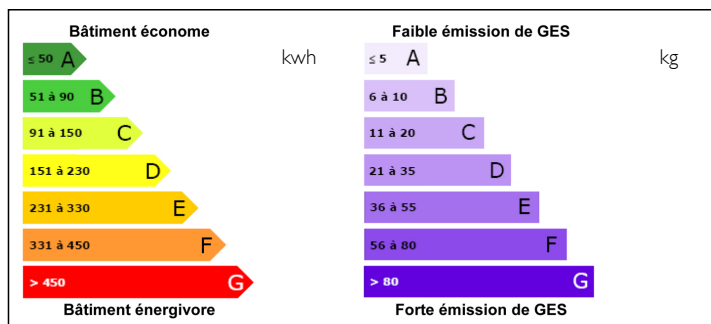 Bâtiment économe
≤ 50 A
kwh
51 à 90 B
91 à 150 C
151 à 230 D
231 à 330 E
331 à 450 F
> 450 G
Bâtiment énergivore
Faible émission de GES
≤ 5 A
kg
6 à 10 B
11 à 20 C
21 à 35 D
36 à 55 E
56 à 80 F
> 80 G
Forte émission de GES